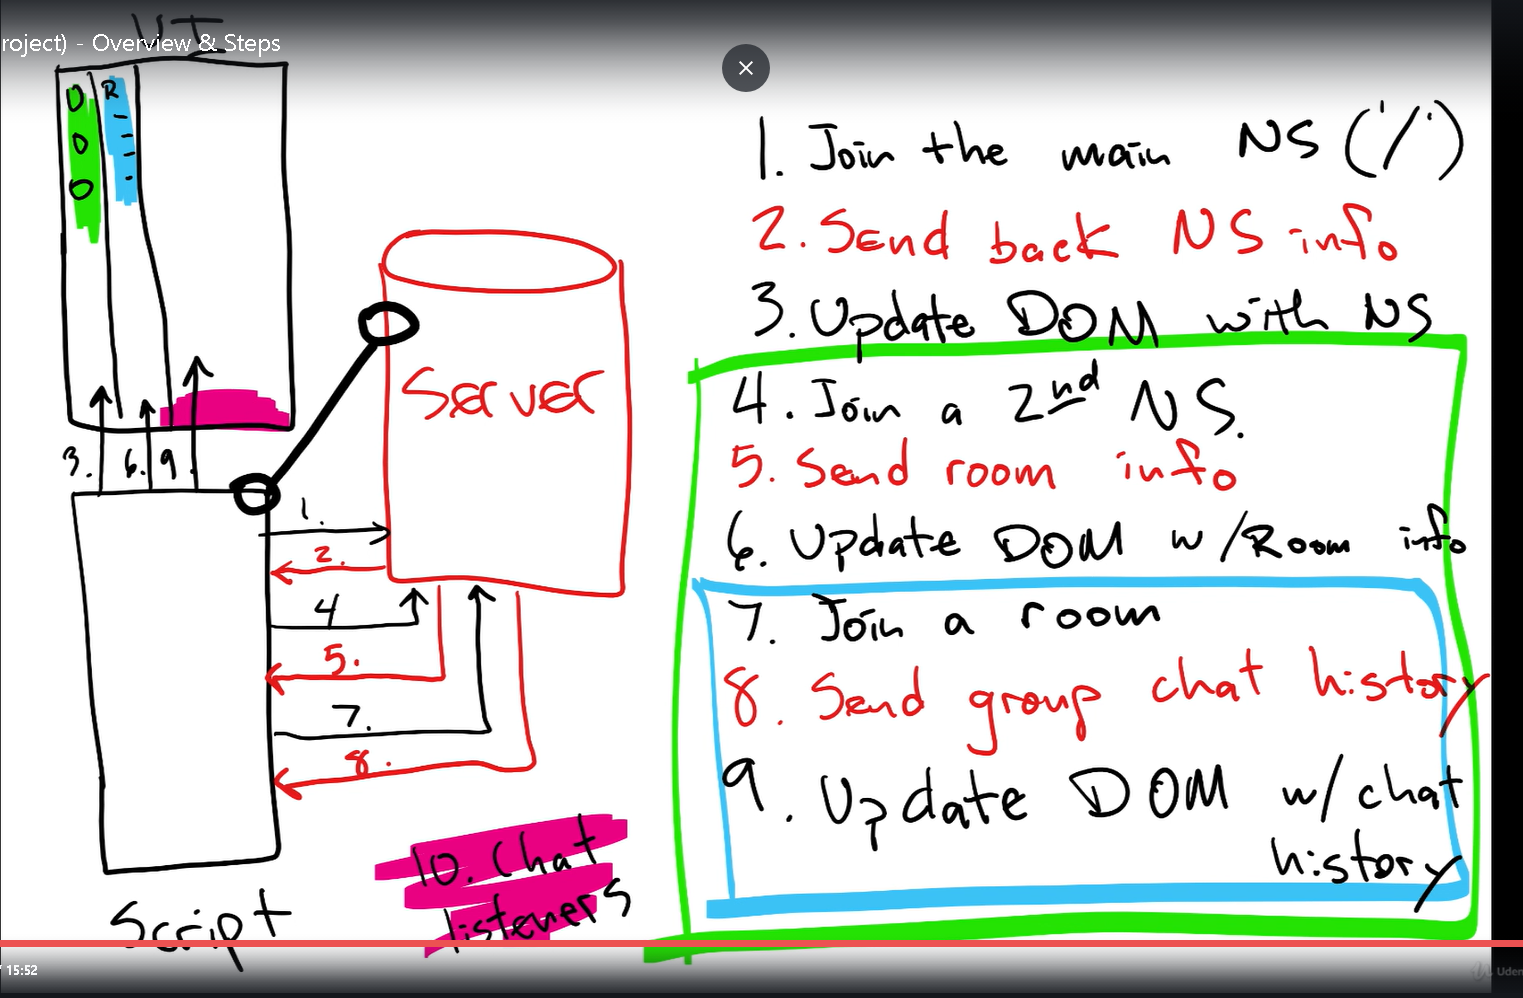 UI
roject) - Overview & Steps
R
Server
3.
6.
9.
1.
2.
4
5.
7.
8.
Script
10. Chat
listeners
1. Join the main NS ('/')
2. Send back NS info
3. Update DOM with NS
4. Join a 2nd NS.
5. Send room info
6. Update DOM w/Room info
7. Join a room
8. Send group chat history
9. Update DOM w/ chat
history
15:52